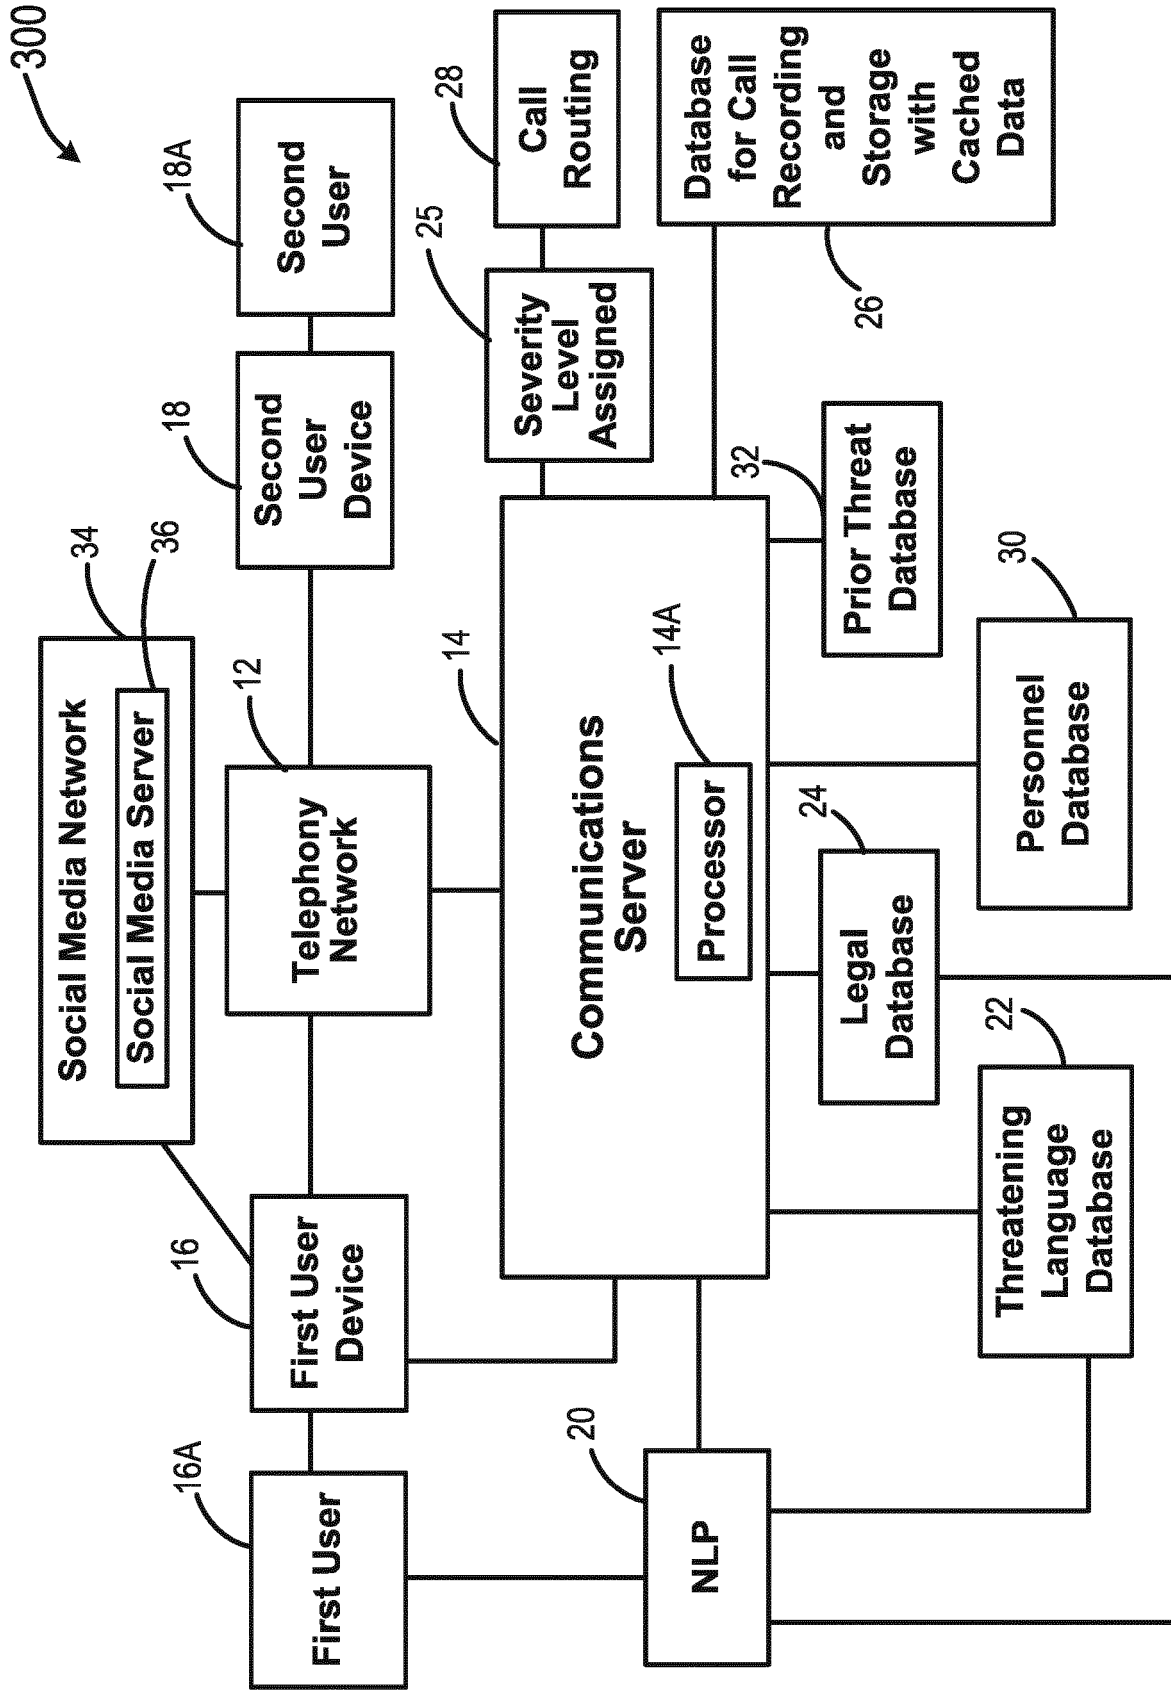 300
34
Social Media Network
36
Social Media Server
16A
First User
16
First User
Device
12
Telephony
Network
18
Second
User
Device
18A
Second
User
14
Communications
Server
14A
Processor
25
Severity
Level
Assigned
28
Call
Routing
20
NLP
22
Threatening
Language
Database
24
Legal
Database
30
Personnel
Database
32
Prior Threat
Database
26
Database
for Call
Recording
and
Storage
with
Cached
Data